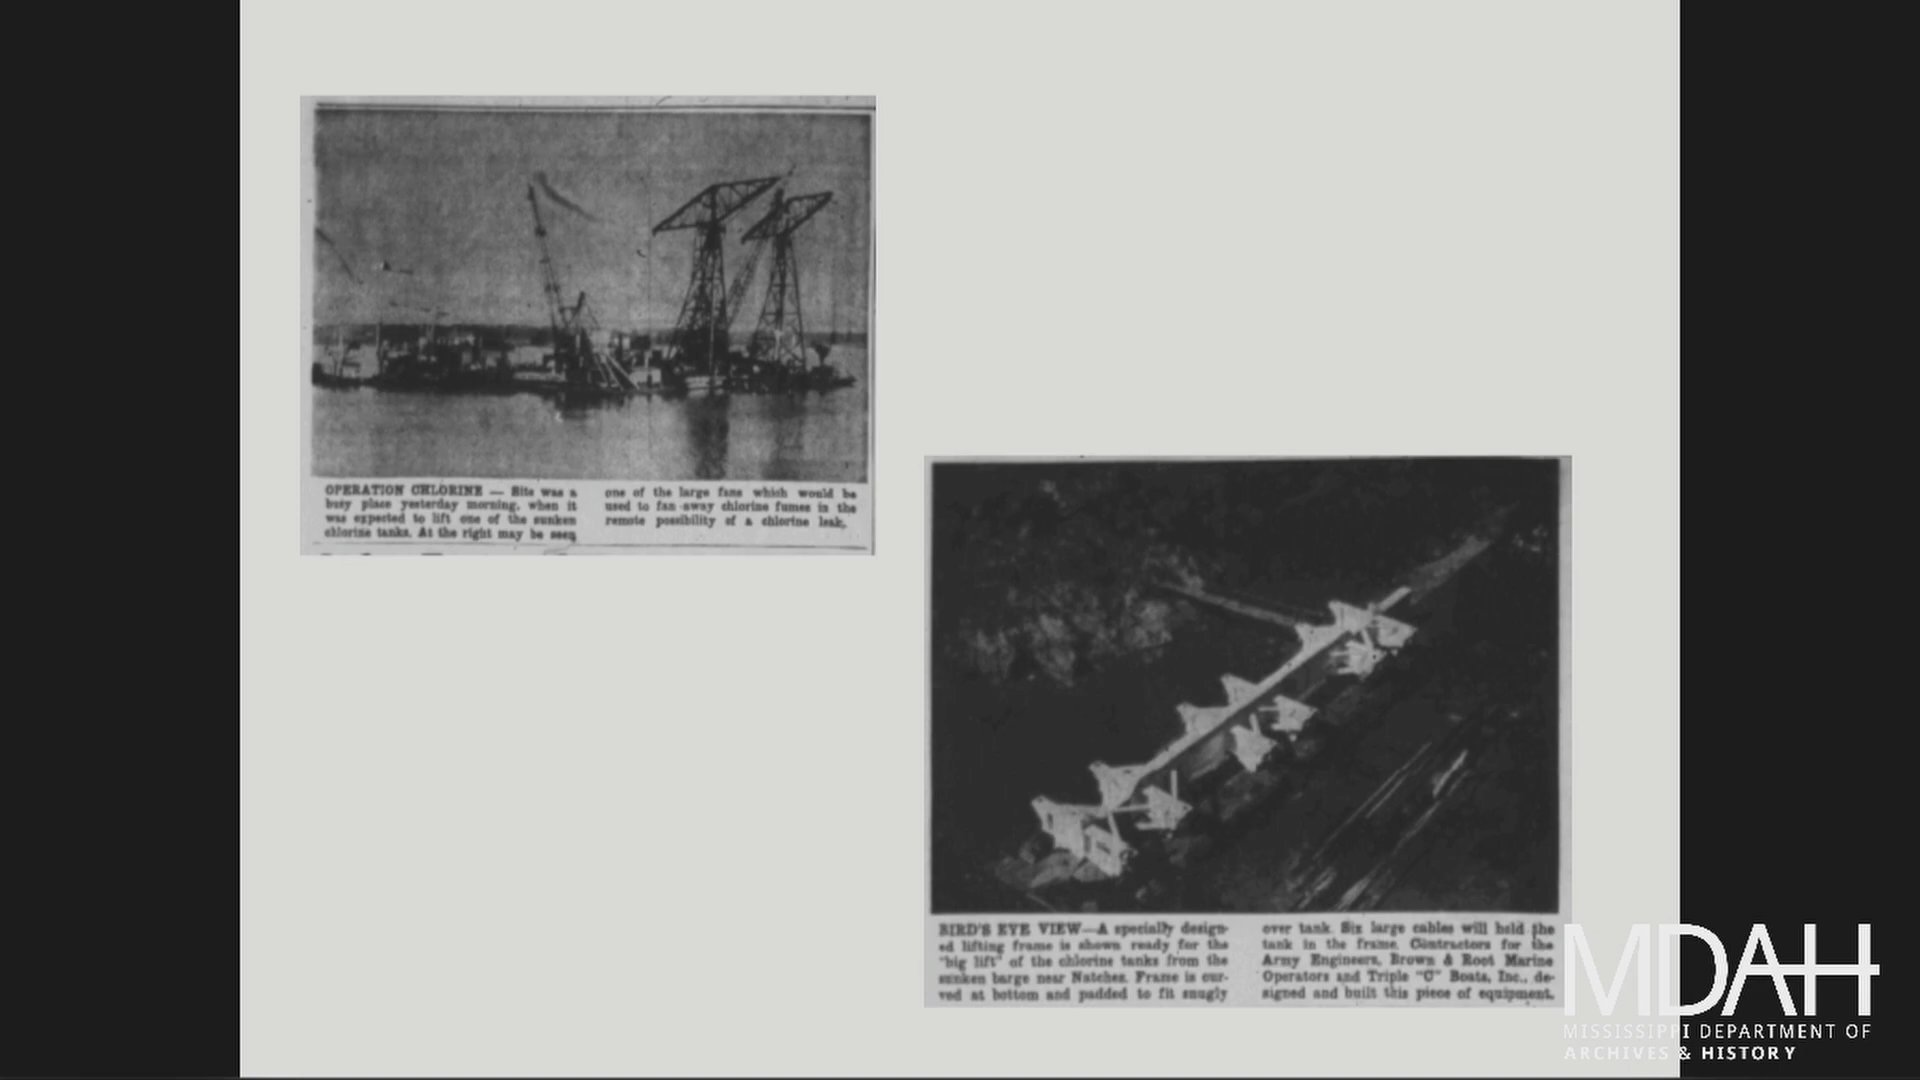 OPERATION CHLORINE — Site was a
busy place yesterday morning, when it
was expected to lift one of the sunken
chlorine tanks. At the right may be seen
one of the large fans which would be
used to fan away chlorine fumes in the
remote possibility of a chlorine leak.
BIRD'S EYE VIEW—A specially design-
ed lifting frame is shown ready for the
"big lift" of the chlorine tanks from the
sunken barge near Natchez. Frame is cur-
ved at bottom and padded to fit snugly
over tank. Six large cables will hold the
tank in the frame. Contractors for the
Army Engineers, Brown & Root Marine
Operators and Triple "C" Boats, Inc., de-
signed and built this piece of equipment.
MDAH
MISSISSIPPI DEPARTMENT OF
ARCHIVES & HISTORY